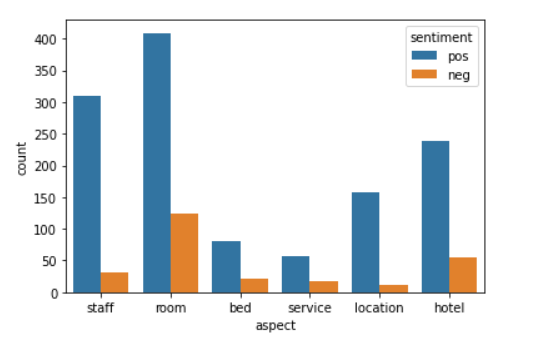 sentiment
pos
neg
400
350
300
250
200
150
100
50
0
count
staff room bed service location hotel
aspect